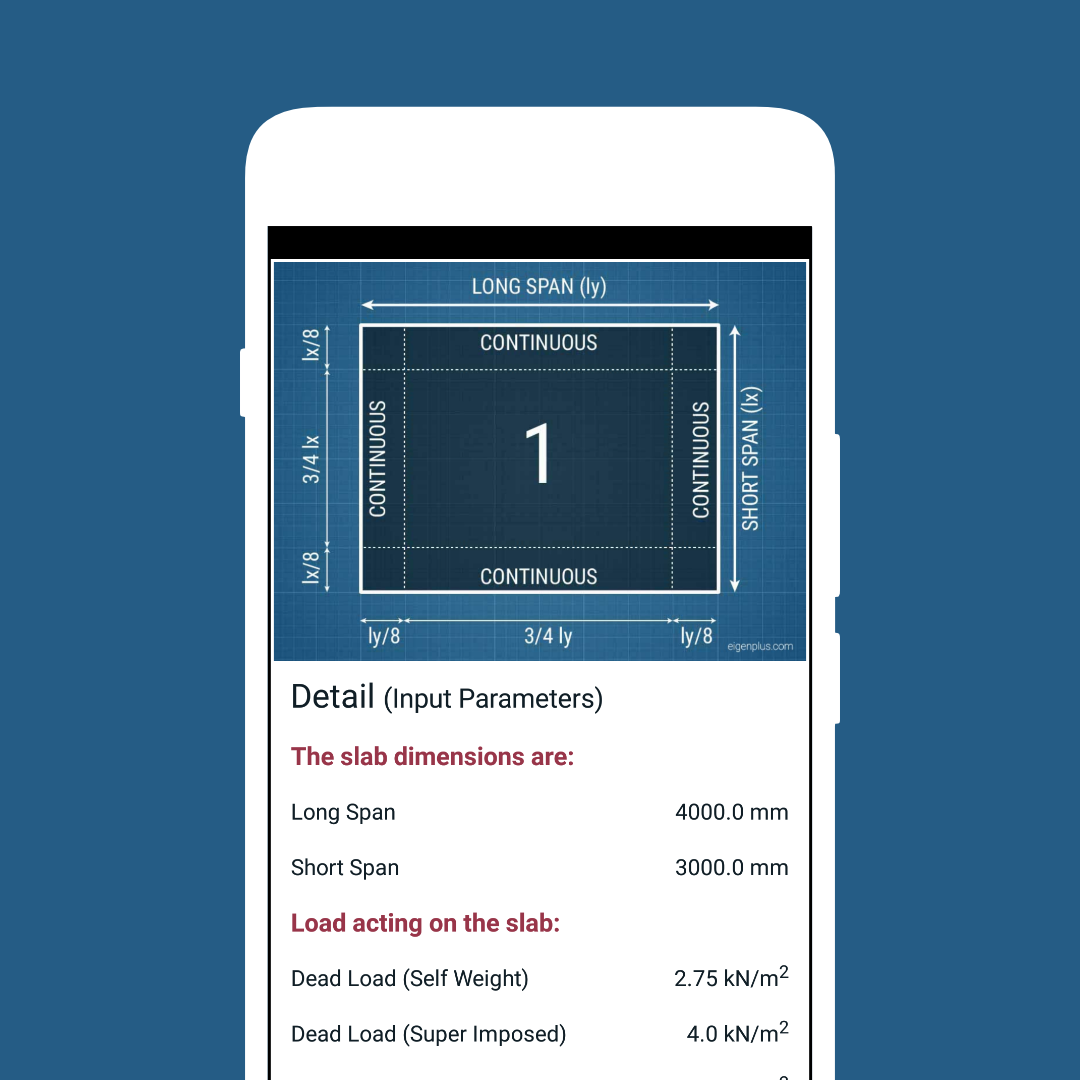 LONG SPAN (ly)
lx/8
CONTINUOUS
CONTINUOUS
1
CONTINUOUS
3/4 lx
SHORT SPAN (lx)
lx/8
CONTINUOUS
ly/8
3/4 ly
ly/8
eigenplus.com
Detail (Input Parameters)
The slab dimensions are:
Long Span 4000.0 mm
Short Span 3000.0 mm
Load acting on the slab:
Dead Load (Self Weight) 2.75 kN/m²
Dead Load (Super Imposed) 4.0 kN/m²